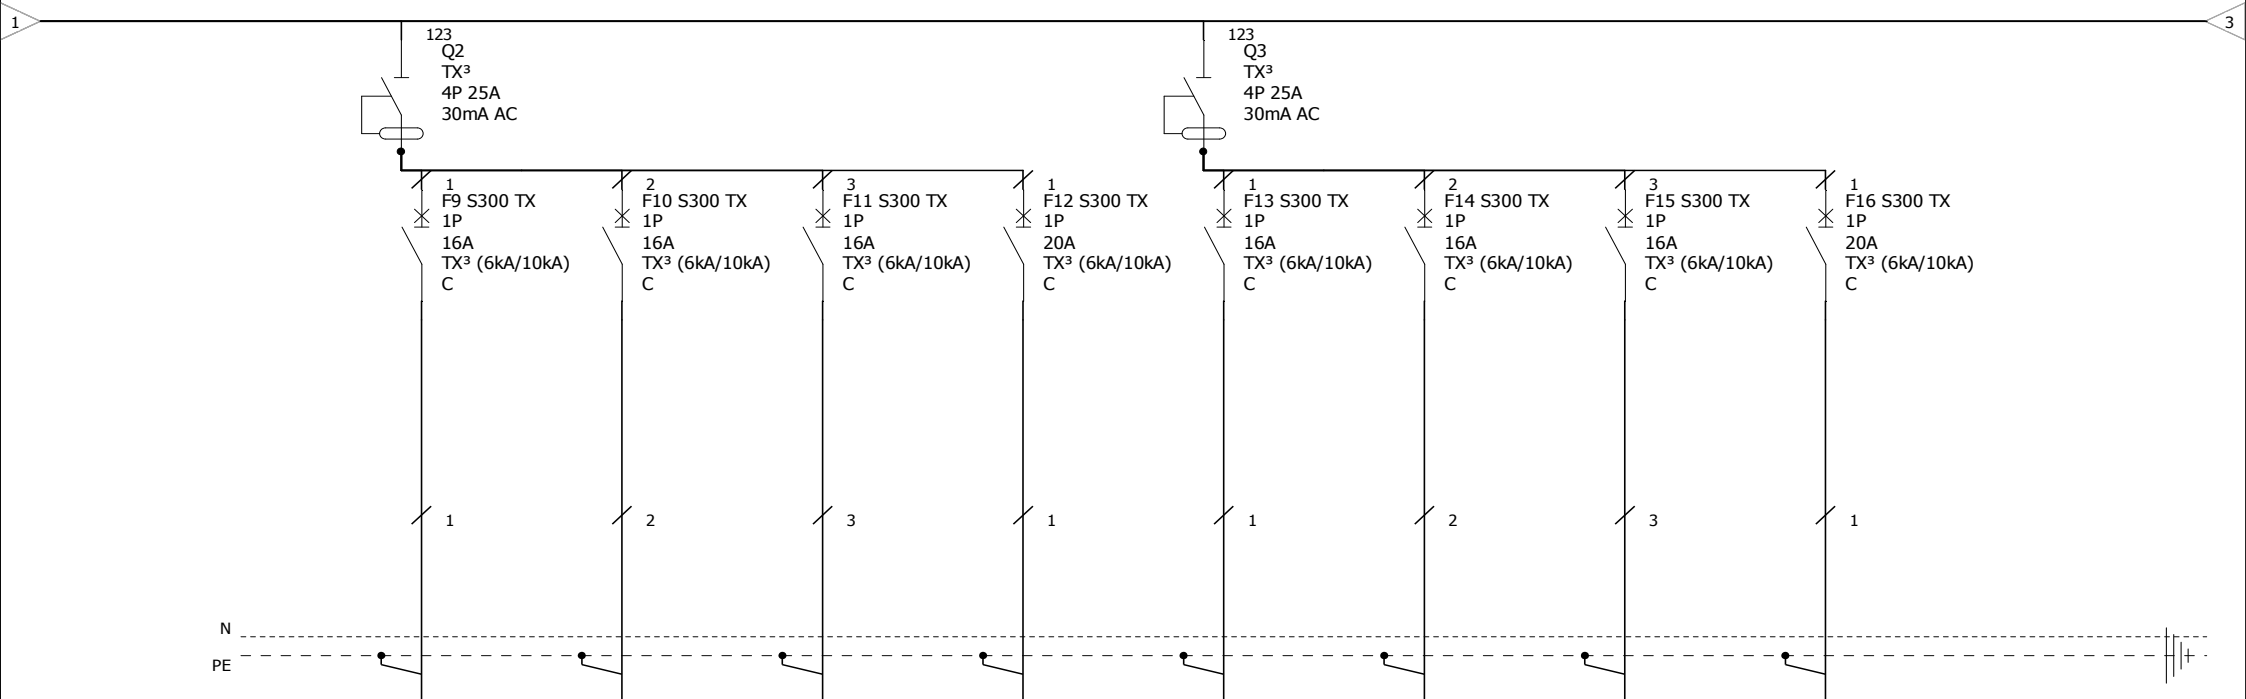 1
3
123
Q2
TX³
4P 25A
30mA AC
123
Q3
TX³
4P 25A
30mA AC
1
F9 S300 TX
1P
16A
TX³ (6kA/10kA)
C
2
F10 S300 TX
1P
16A
TX³ (6kA/10kA)
C
3
F11 S300 TX
1P
16A
TX³ (6kA/10kA)
C
1
F12 S300 TX
1P
20A
TX³ (6kA/10kA)
C
1
F13 S300 TX
1P
16A
TX³ (6kA/10kA)
C
2
F14 S300 TX
1P
16A
TX³ (6kA/10kA)
C
3
F15 S300 TX
1P
16A
TX³ (6kA/10kA)
C
1
F16 S300 TX
1P
20A
TX³ (6kA/10kA)
C
1
2
3
1
1
2
3
1
N
PE